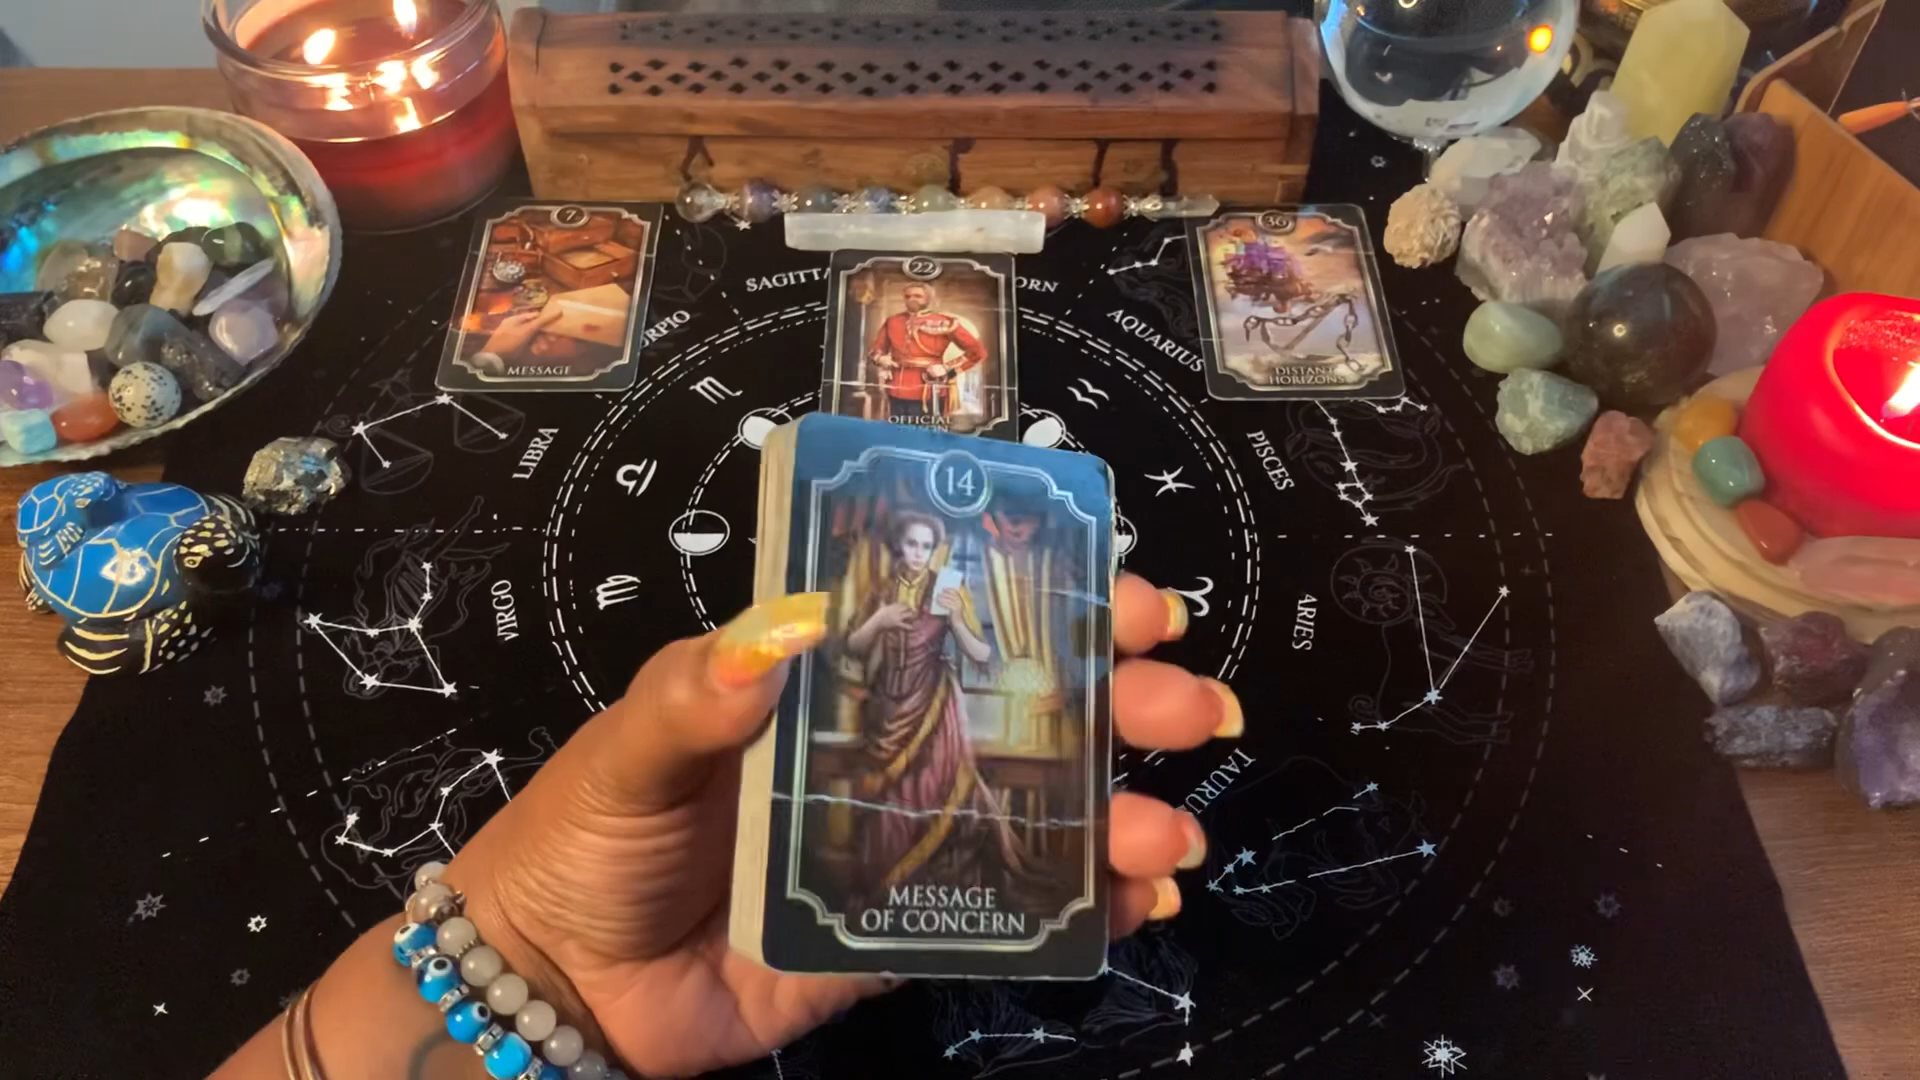 7
MESSAGE
22
OFFICIAL
36
DISTANT
HORIZONS
SAGITTA
ORN
RPIO
AQUARIUS
LIBRA
PISCES
VIRGO
ARIES
TAURU
14
MESSAGE
OF CONCERN